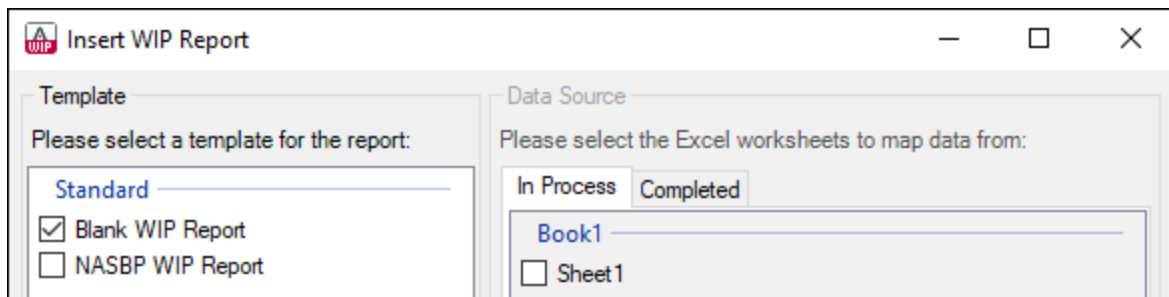 A
WIP
Insert WIP Report
Template
Please select a template for the report:
Standard
Blank WIP Report
NASBP WIP Report
Data Source
Please select the Excel worksheets to map data from:
In Process
Completed
Book1
Sheet1